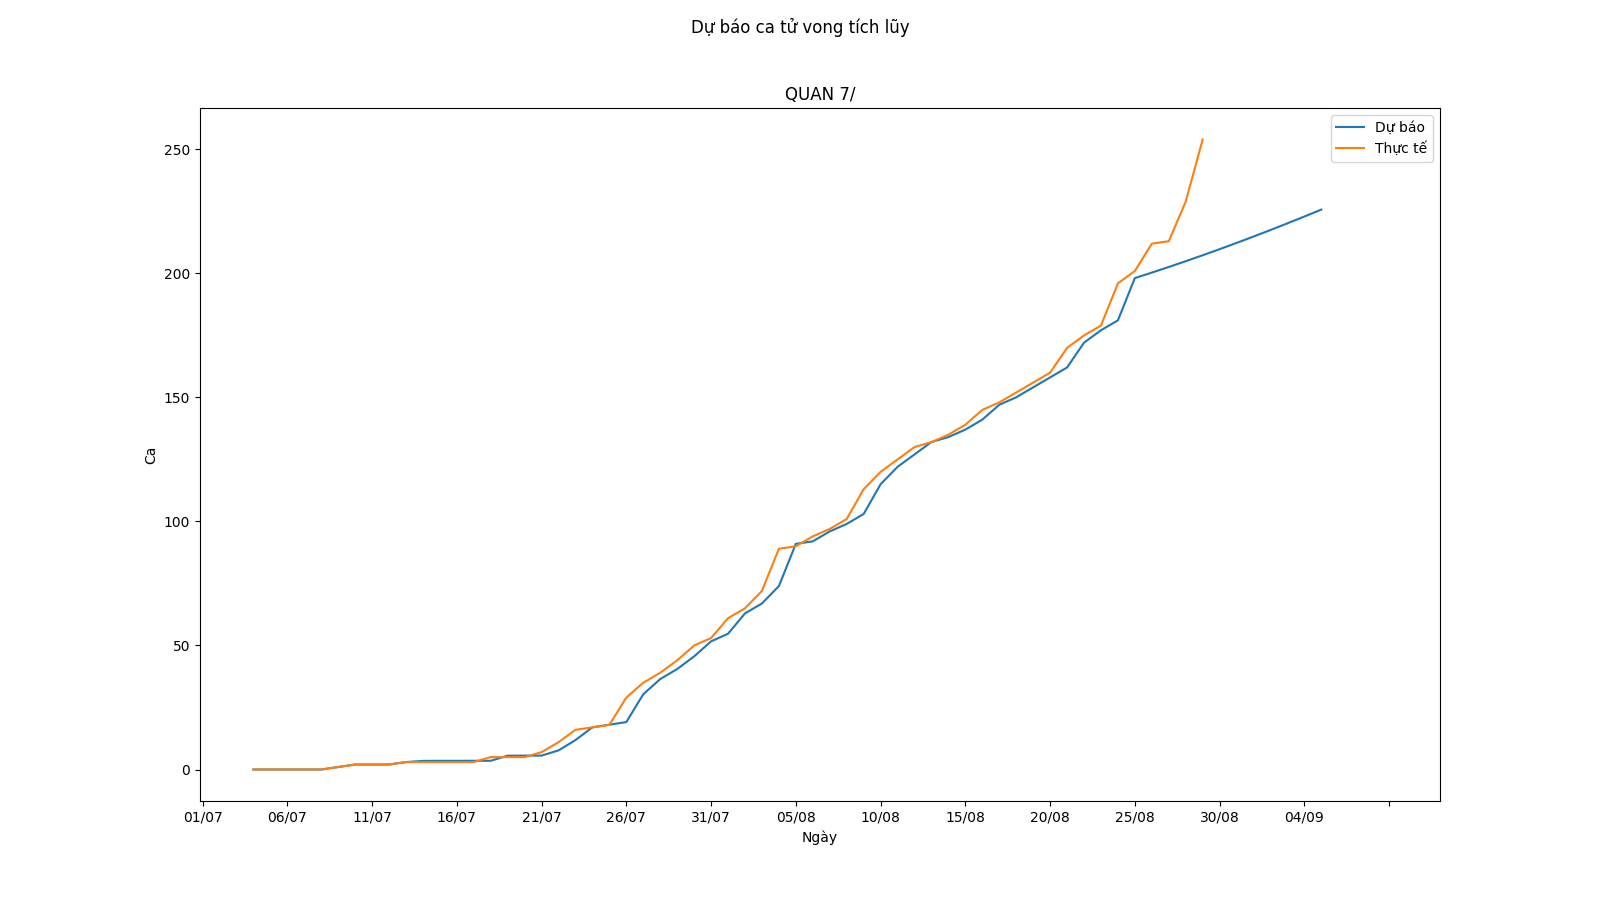 Dự báo ca tử vong tích lũy
QUAN 7/
Dự báo
Thực tế
250
200
150
100
50
0
Ca
01/07 06/07 11/07 16/07 21/07 26/07 31/07 05/08 10/08 15/08 20/08 25/08 30/08 04/09
Ngày